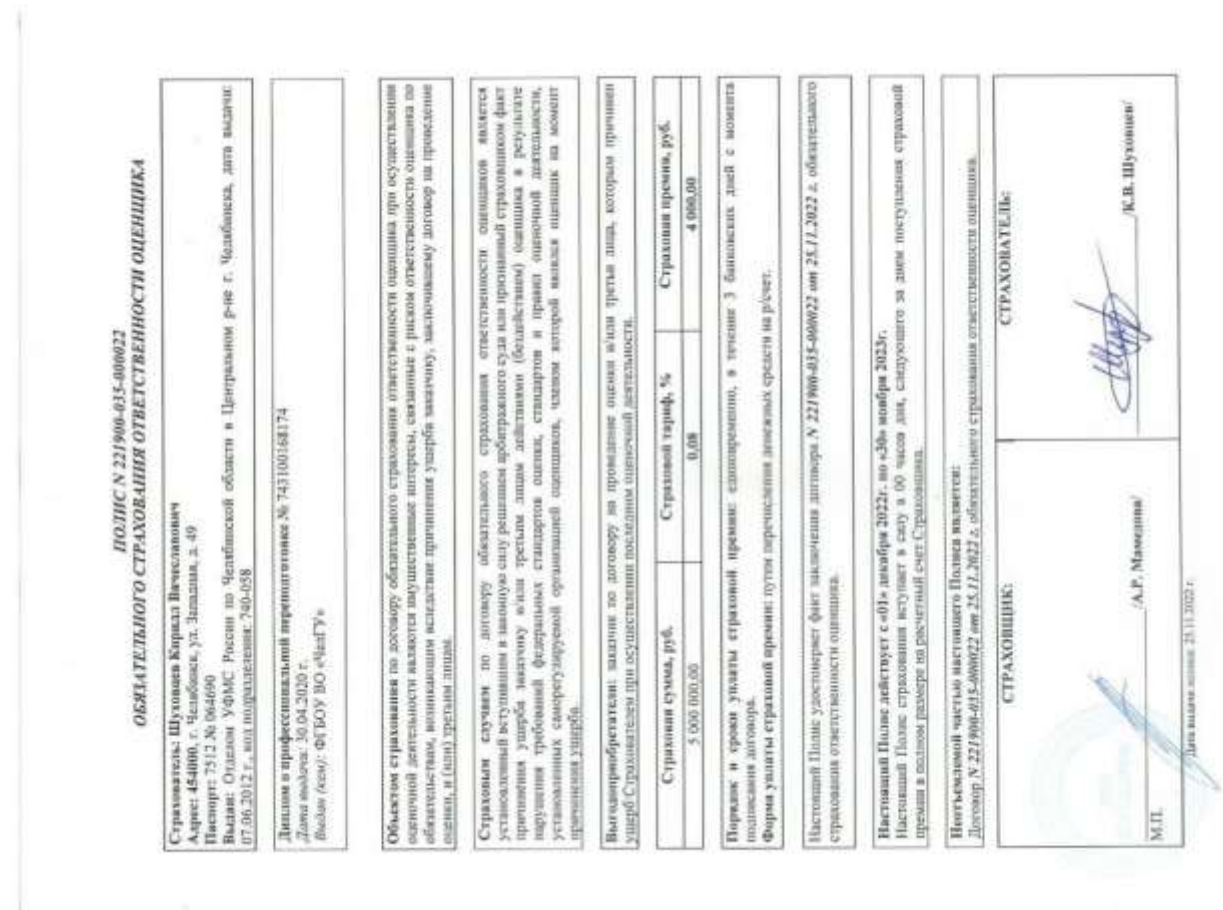 ПОЛИС N 221900-035-000022
ОБЯЗАТЕЛЬНОГО СТРАХОВАНИЯ ОТВЕТСТВЕННОСТИ ОЦЕНЩИКА
Страхователь: Шуховцев Кирилл Вячеславович
Адрес: 454000, г. Челябинск, ул. Западная, д. 49
Паспорт: 7512 № 064690
Выдан: Отделом УФМС России по Челябинской области в Центральном р-не г. Челябинска, дата выдачи:
07.06.2012 г., код подразделения: 740-058
Диплом о профессиональной переподготовке № 743100168174
Дата выдачи: 30.04.2020 г.
Выдан (кем): ФГБОУ ВО «ЧелГУ»
Объектом страхования по договору обязательного страхования ответственности оценщика при осуществлении
оценочной деятельности являются имущественные интересы, связанные с риском ответственности оценщика по
обязательствам, возникающим вследствие причинения ущерба заказчику, заключившему договор на проведение
оценки, и (или) третьим лицам.
Страховым случаем по договору обязательного страхования ответственности оценщиков является
установленный вступившим в законную силу решением арбитражного суда или признанный страховщиком факт
причинения ущерба заказчику и/или третьим лицам действиями (бездействием) оценщика в результате
нарушения требований федеральных стандартов оценки, стандартов и правил оценочной деятельности,
установленных саморегулируемой организацией оценщиков, членом которой являлся оценщик на момент
причинения ущерба.
Выгодоприобретатели: заказчик по договору на проведение оценки и/или третьи лица, которым причинен
ущерб Страхователем при осуществлении последним оценочной деятельности.
Страховая сумма, руб. Страховой тариф, % Страховая премия, руб.
5 000 000,00 0,08 4 000,00
Порядок и сроки уплаты страховой премии: единовременно, в течение 3 банковских дней с момента
подписания договора.
Форма уплаты страховой премии: путем перечисления денежных средств на р/счет.
Настоящий Полис удостоверяет факт заключения договора N 221900-035-000022 от 25.11.2022 г. обязательного
страхования ответственности оценщика.
Настоящий Полис действует с «01» декабря 2022г. по «30» ноября 2023г.
Настоящий Полис страхования вступает в силу в 00 часов дня, следующего за днем поступления страховой
премии в полном размере на расчетный счет Страховщика.
Неотъемлемой частью настоящего Полиса является:
Договор N 221900-035-000022 от 25.11.2022 г. обязательного страхования ответственности оценщика.
СТРАХОВЩИК: СТРАХОВАТЕЛЬ:
/А.Р. Мамедова/ /К.В. Шуховцев/
М.П.
Дата выдачи полиса: 25.11.2022 г.